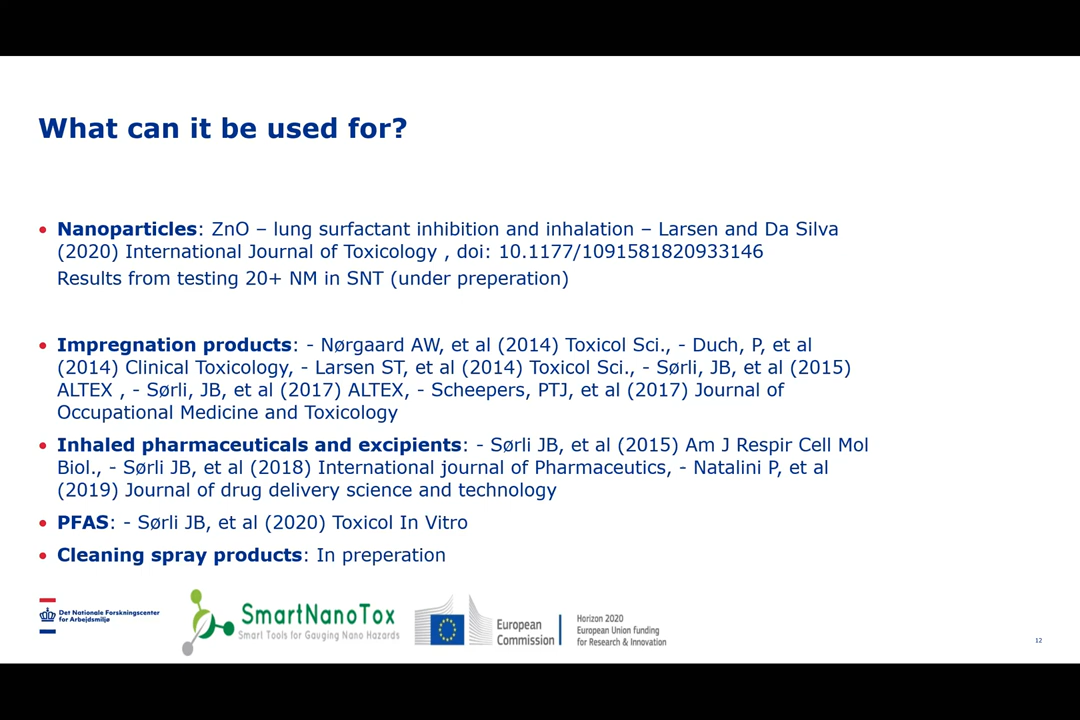 What can it be used for?
• Nanoparticles: ZnO – lung surfactant inhibition and inhalation – Larsen and Da Silva
(2020) International Journal of Toxicology , doi: 10.1177/1091581820933146
Results from testing 20+ NM in SNT (under preperation)
• Impregnation products: - Nørgaard AW, et al (2014) Toxicol Sci., - Duch, P, et al
(2014) Clinical Toxicology, - Larsen ST, et al (2014) Toxicol Sci., - Sørli, JB, et al (2015)
ALTEX , - Sørli, JB, et al (2017) ALTEX, - Scheepers, PTJ, et al (2017) Journal of
Occupational Medicine and Toxicology
• Inhaled pharmaceuticals and excipients: - Sørli JB, et al (2015) Am J Respir Cell Mol
Biol., - Sørli JB, et al (2018) International journal of Pharmaceutics, - Natalini P, et al
(2019) Journal of drug delivery science and technology
• PFAS: - Sørli JB, et al (2020) Toxicol In Vitro
• Cleaning spray products: In preperation
Det Nationale Forskningscenter
for Arbejdsmiljø
SmartNanoTox
Smart Tools for Gauging Nano Hazards
European
Commission
Horizon 2020
European Union funding
for Research & Innovation
12